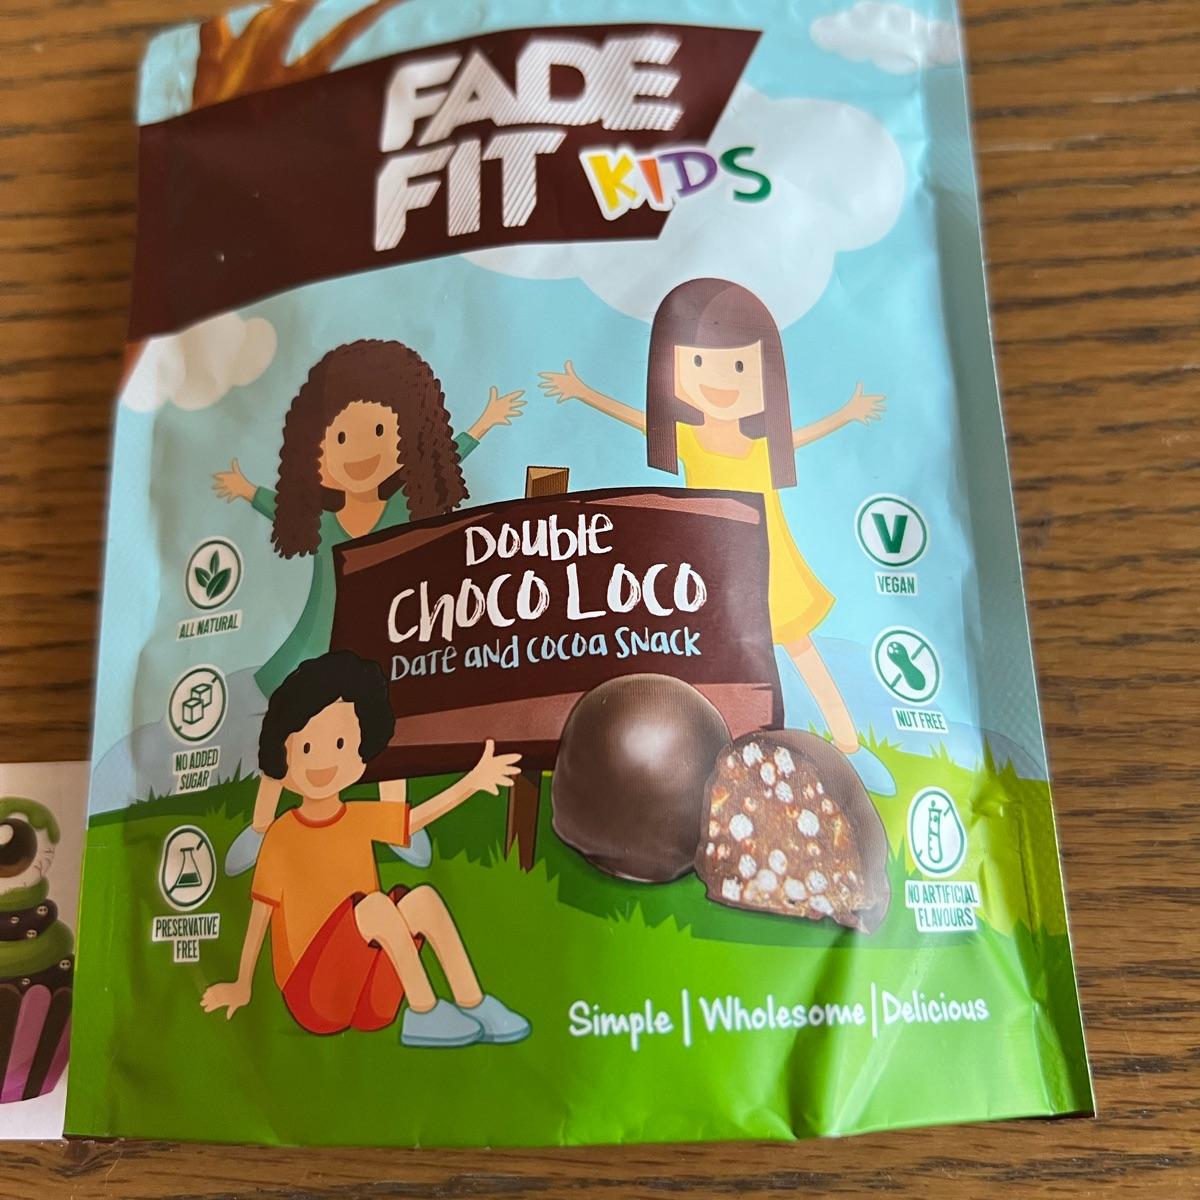 FADE
FIT KIDS
Double
Choco Loco
Date and cocoa snack
ALL NATURAL
NO ADDED
SUGAR
PRESERVATIVE
FREE
V
VEGAN
NUT FREE
NO ARTIFICIAL
FLAVOURS
Simple | Wholesome | Delicious